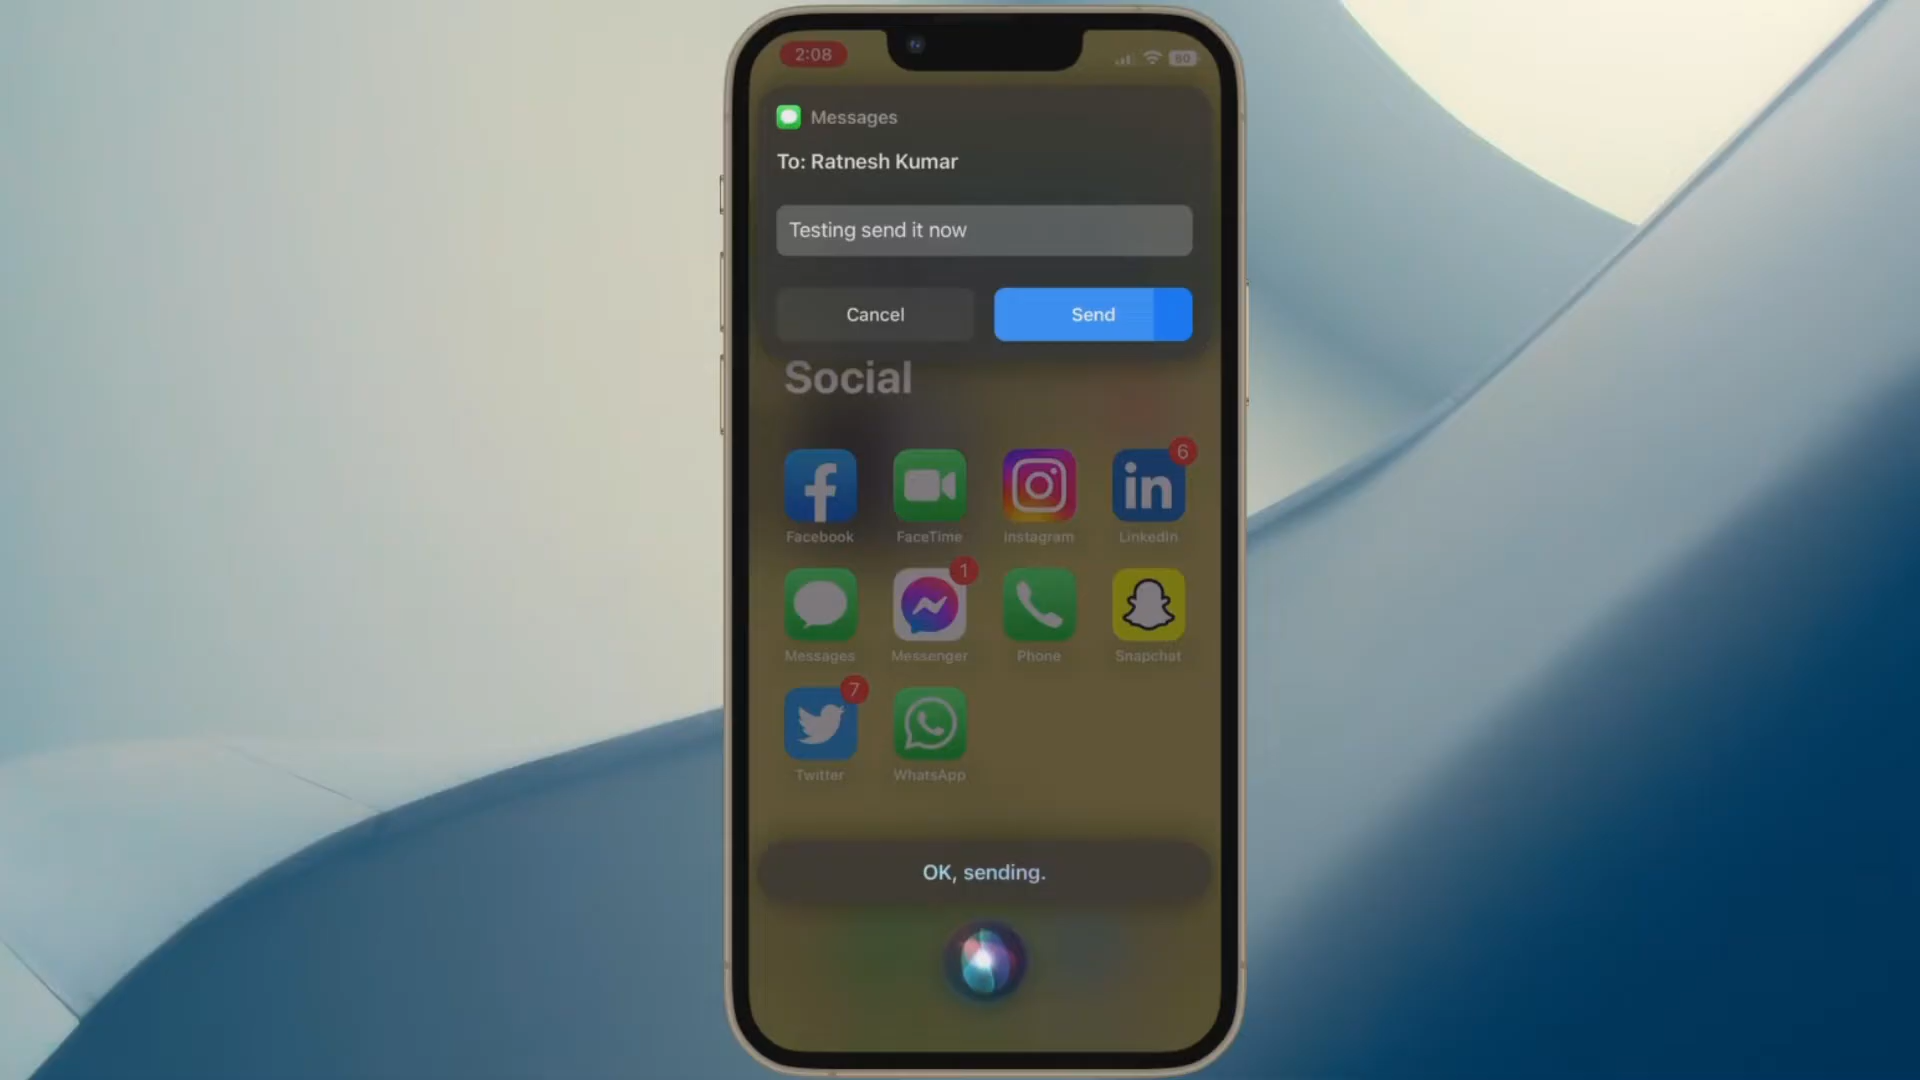 2:08
60
Messages
To: Ratnesh Kumar
Testing send it now
Cancel Send
Social
6
Facebook FaceTime Instagram LinkedIn
1
Messages Messenger Phone Snapchat
7
Twitter WhatsApp
OK, sending.